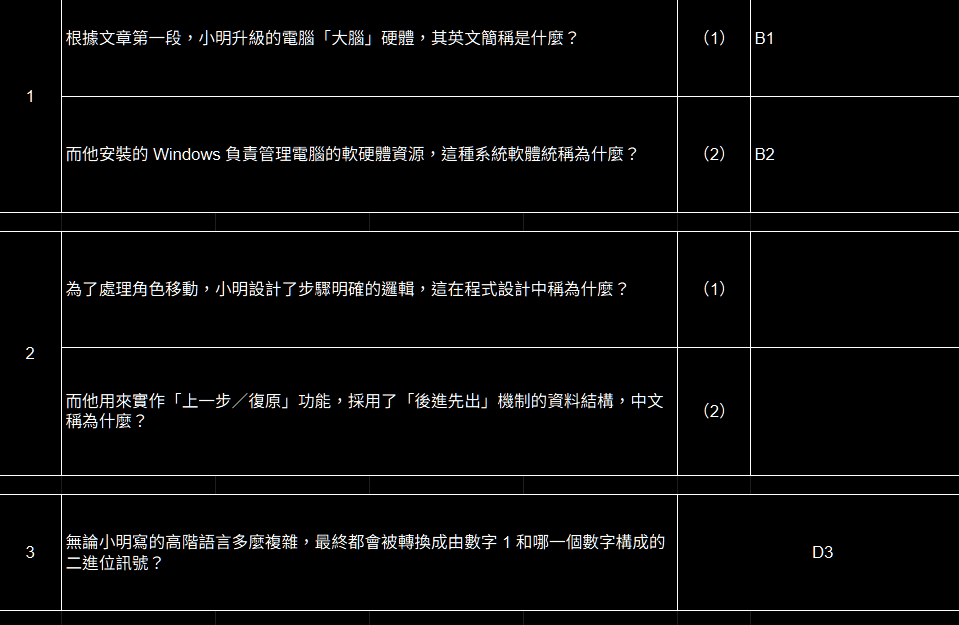 1
根據文章第一段，小明升級的電腦「大腦」硬體，其英文簡稱是什麼？
（1）
B1
而他安裝的 Windows 負責管理電腦的軟硬體資源，這種系統軟體統稱為什麼？
（2）
B2
2
為了處理角色移動，小明設計了步驟明確的邏輯，這在程式設計中稱為什麼？
（1）
而他用來實作「上一步／復原」功能，採用了「後進先出」機制的資料結構，中文
稱為什麼？
（2）
3
無論小明寫的高階語言多麼複雜，最終都會被轉換成由數字 1 和哪一個數字構成的
二進位訊號？
D3